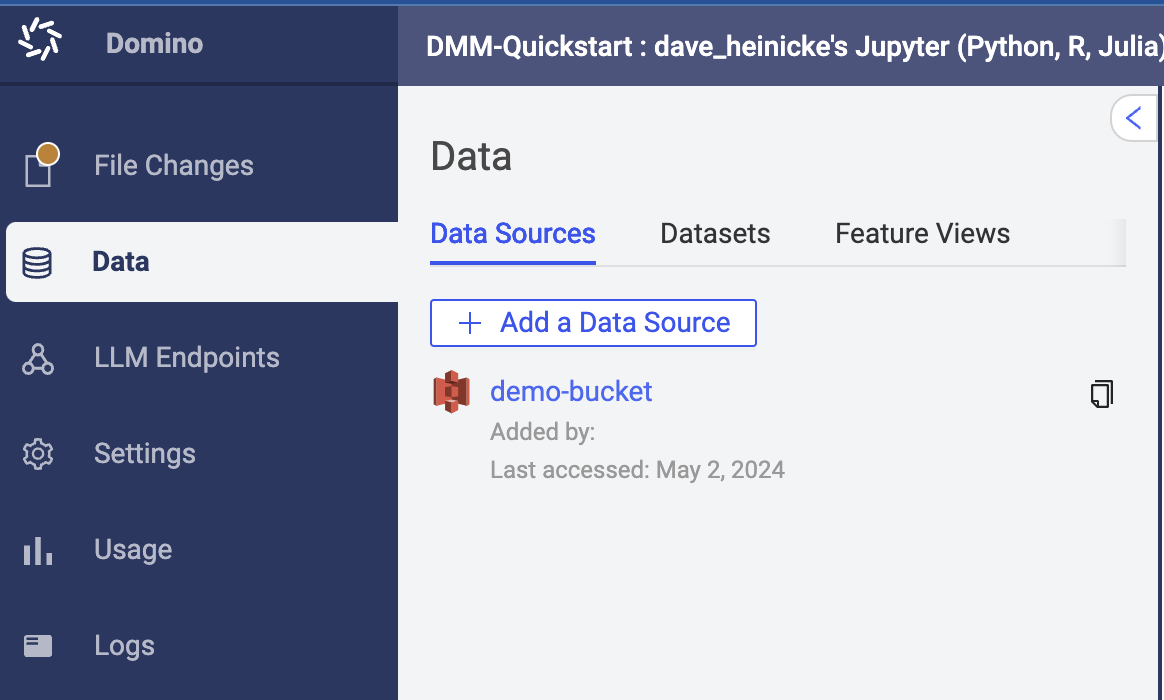 Domino
DMM-Quickstart : dave_heinicke's Jupyter (Python, R, Julia)
File Changes
Data
LLM Endpoints
Settings
Usage
Logs
Data
Data Sources Datasets Feature Views
+ Add a Data Source
demo-bucket
Added by:
Last accessed: May 2, 2024